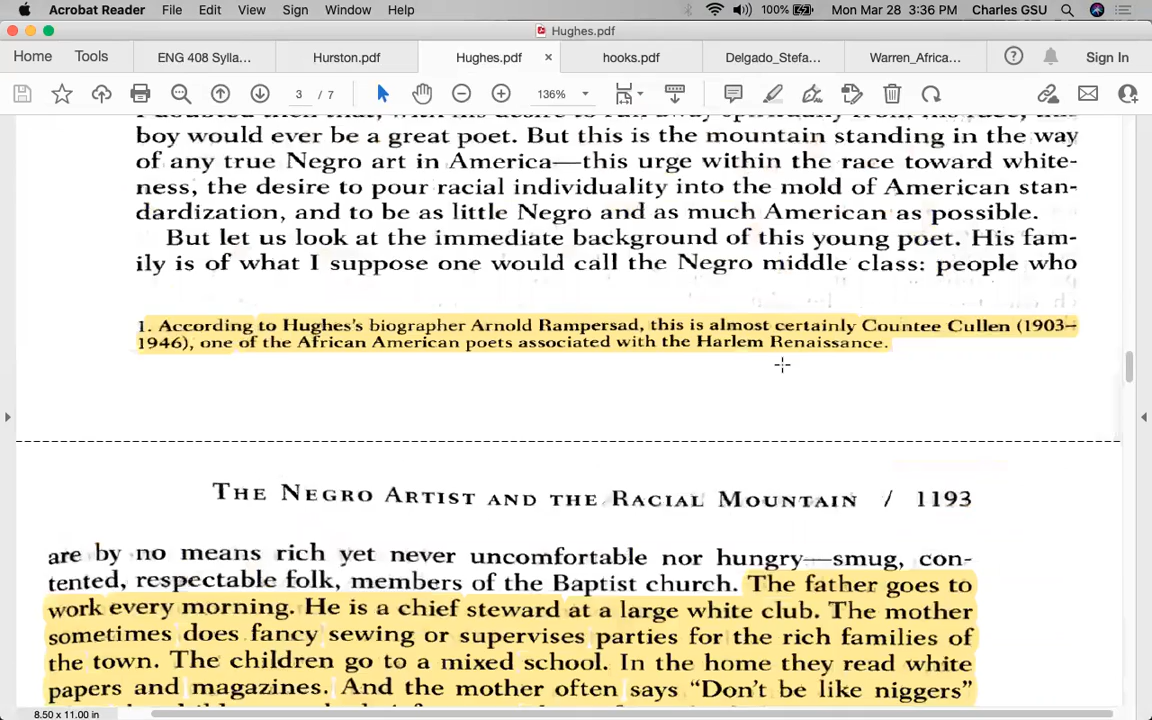 Acrobat Reader File Edit View Sign Window Help 100% Mon Mar 28 3:36 PM Charles GSU
Hughes.pdf
Home Tools ENG 408 Sylla... Hurston.pdf Hughes.pdf × hooks.pdf Delgado_Stefa... Warren_Africa... Sign In
3 / 7 136%
boy would ever be a great poet. But this is the mountain standing in the way
of any true Negro art in America—this urge within the race toward white-
ness, the desire to pour racial individuality into the mold of American stan-
dardization, and to be as little Negro and as much American as possible.
But let us look at the immediate background of this young poet. His fam-
ily is of what I suppose one would call the Negro middle class: people who
1. According to Hughes's biographer Arnold Rampersad, this is almost certainly Countee Cullen (1903–
1946), one of the African American poets associated with the Harlem Renaissance.
THE NEGRO ARTIST AND THE RACIAL MOUNTAIN / 1193
are by no means rich yet never uncomfortable nor hungry—smug, con-
tented, respectable folk, members of the Baptist church. The father goes to
work every morning. He is a chief steward at a large white club. The mother
sometimes does fancy sewing or supervises parties for the rich families of
the town. The children go to a mixed school. In the home they read white
papers and magazines. And the mother often says "Don't be like niggers"
8.50 x 11.00 in